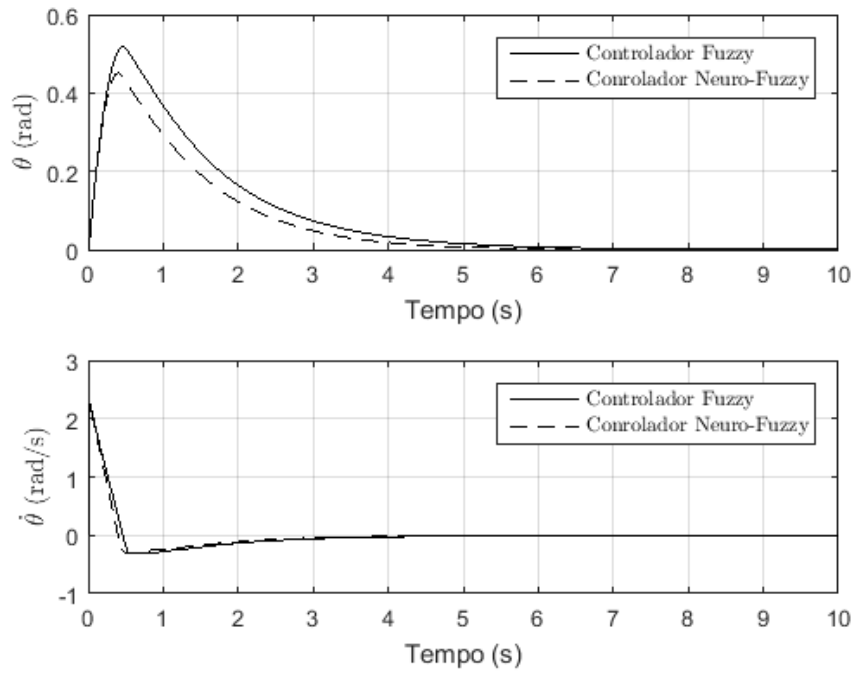 0.6
0.4
0.2
0
θ (rad)
Controlador Fuzzy
Conrolador Neuro-Fuzzy
0 1 2 3 4 5 6 7 8 9 10
Tempo (s)
3
2
1
0
-1
θ̇ (rad/s)
Controlador Fuzzy
Conrolador Neuro-Fuzzy
0 1 2 3 4 5 6 7 8 9 10
Tempo (s)